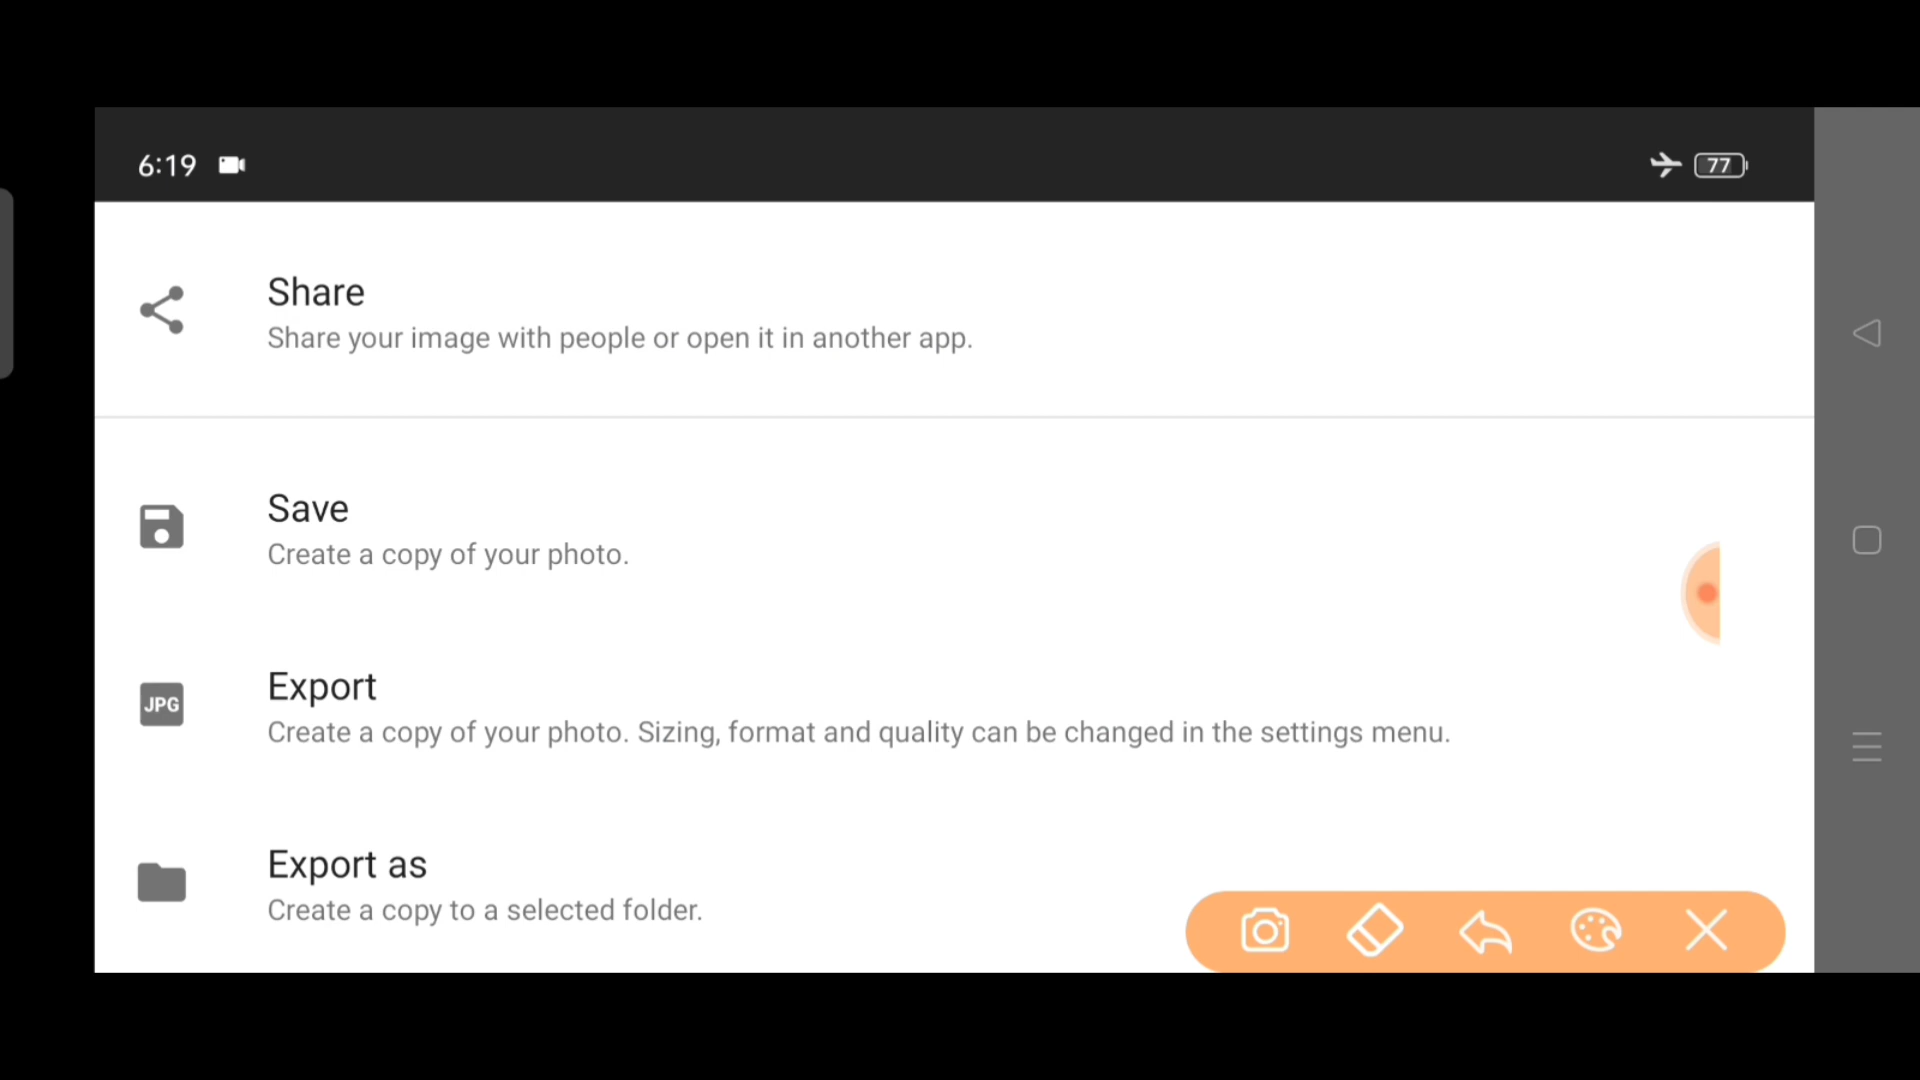 6:19
77
Share
Share your image with people or open it in another app.
Save
Create a copy of your photo.
JPG
Export
Create a copy of your photo. Sizing, format and quality can be changed in the settings menu.
Export as
Create a copy to a selected folder.